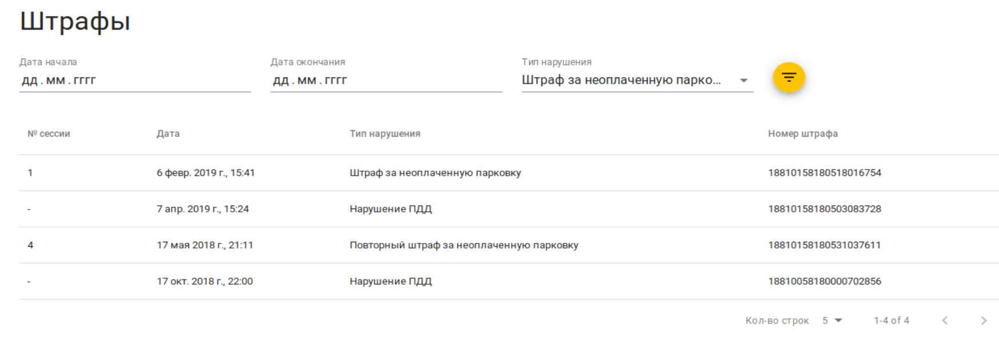 Штрафы
Дата начала Дата окончания Тип нарушения
дд . мм . гггг дд . мм . гггг Штраф за неоплаченную парко...
№ сессии Дата Тип нарушения Номер штрафа
1 6 февр. 2019 г., 15:41 Штраф за неоплаченную парковку 18810158180518016754
- 7 апр. 2019 г., 15:24 Нарушение ПДД 18810158180503083728
4 17 мая 2018 г., 21:11 Повторный штраф за неоплаченную парковку 18810158180531037611
- 17 окт. 2018 г., 22:00 Нарушение ПДД 18810058180000702856
Кол-во строк 5 1-4 of 4